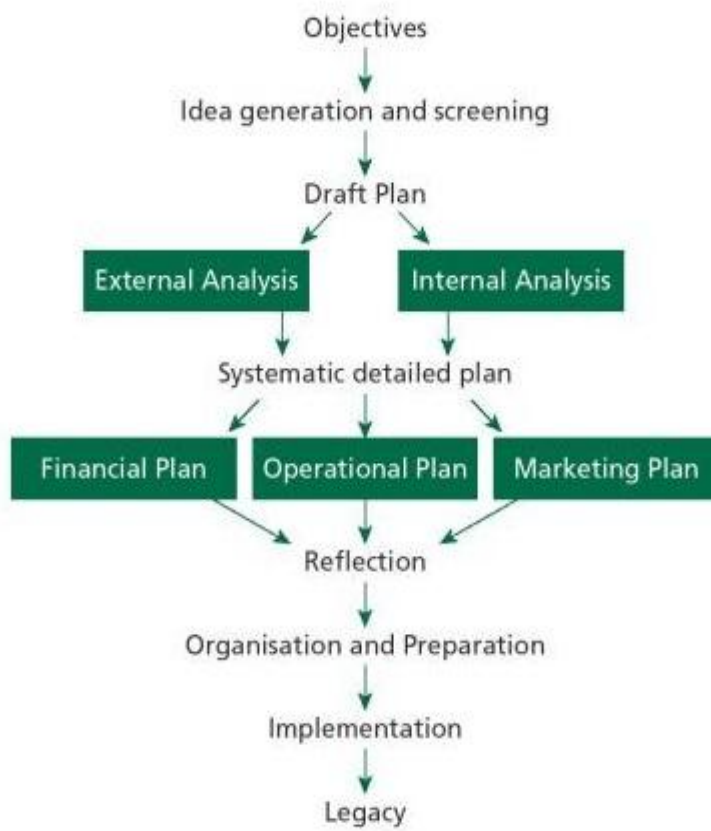 Objectives
Idea generation and screening
Draft Plan
External Analysis
Internal Analysis
Systematic detailed plan
Financial Plan
Operational Plan
Marketing Plan
Reflection
Organisation and Preparation
Implementation
Legacy